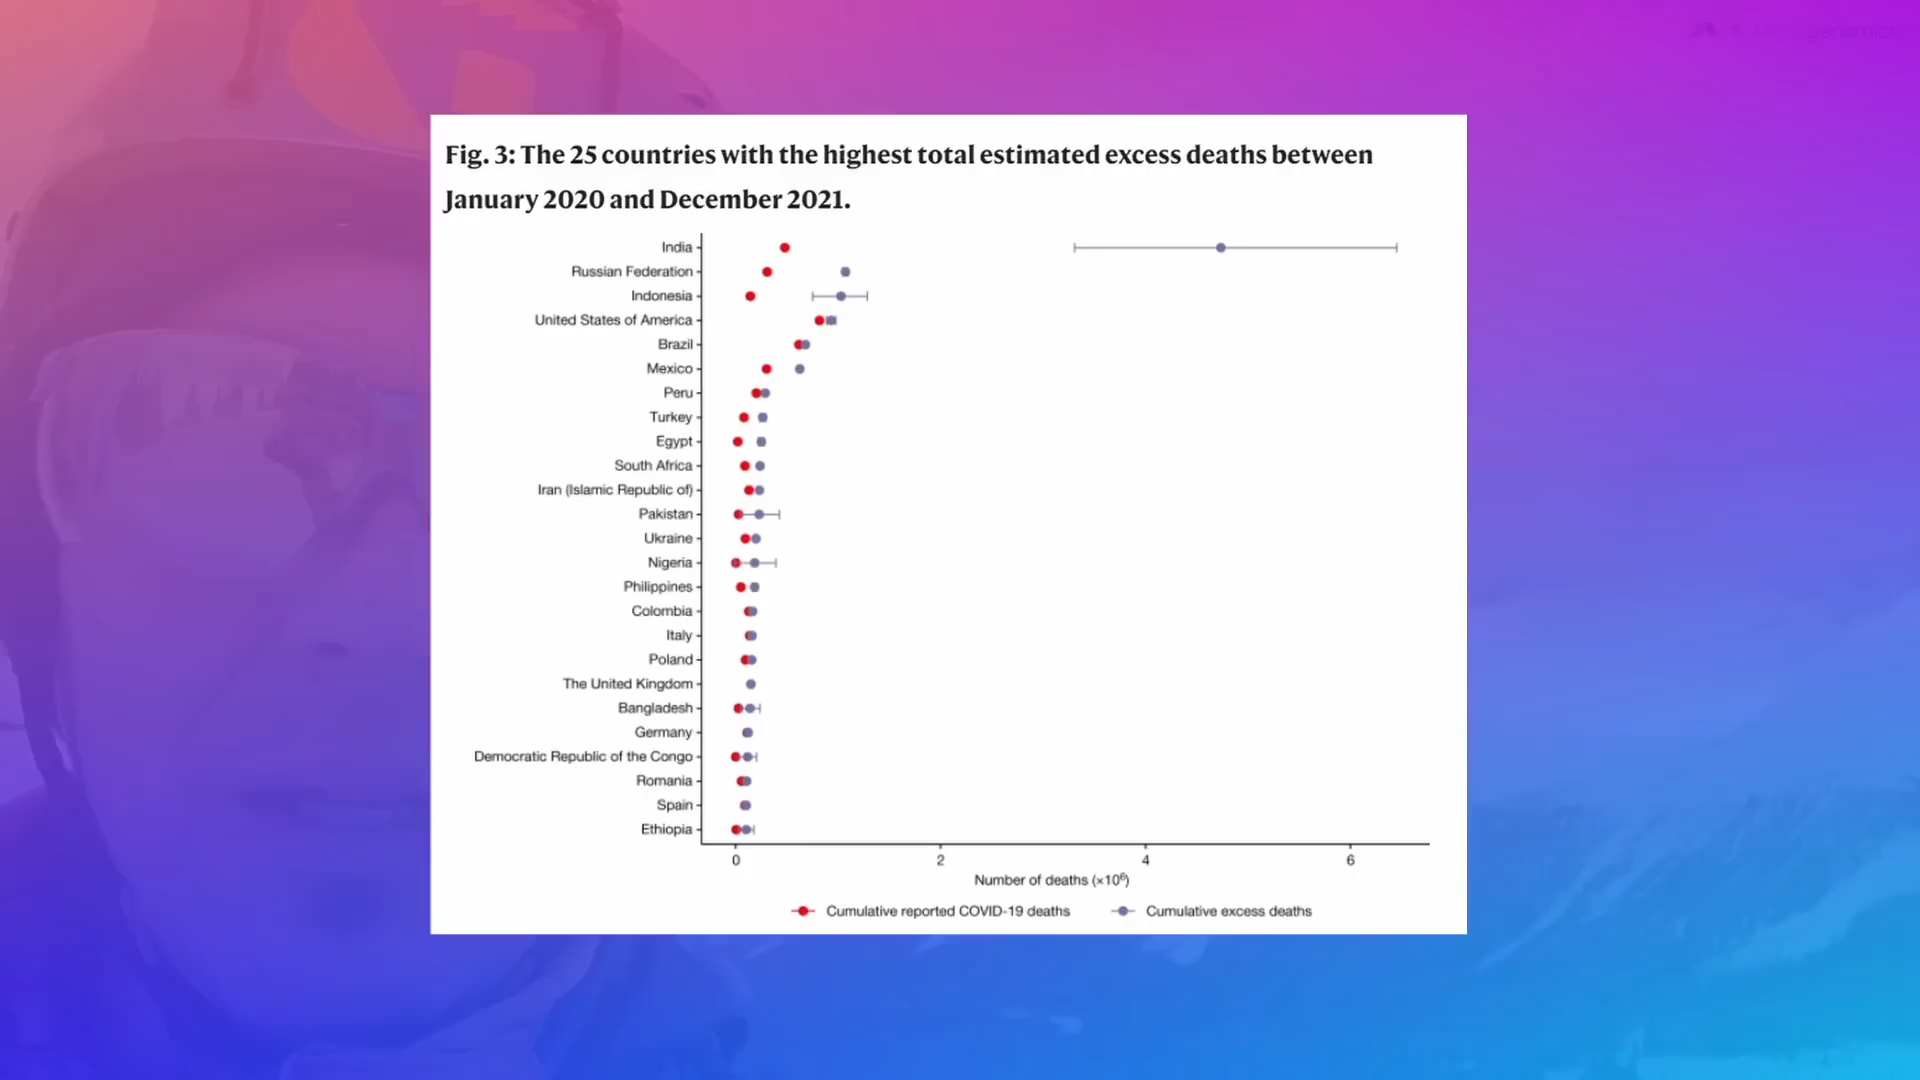 Fig. 3: The 25 countries with the highest total estimated excess deaths between
January 2020 and December 2021.
India
Russian Federation
Indonesia
United States of America
Brazil
Mexico
Peru
Turkey
Egypt
South Africa
Iran (Islamic Republic of)
Pakistan
Ukraine
Nigeria
Philippines
Colombia
Italy
Poland
The United Kingdom
Bangladesh
Germany
Democratic Republic of the Congo
Romania
Spain
Ethiopia
0 2 4 6
Number of deaths (×10⁶)
Cumulative reported COVID-19 deaths Cumulative excess deaths